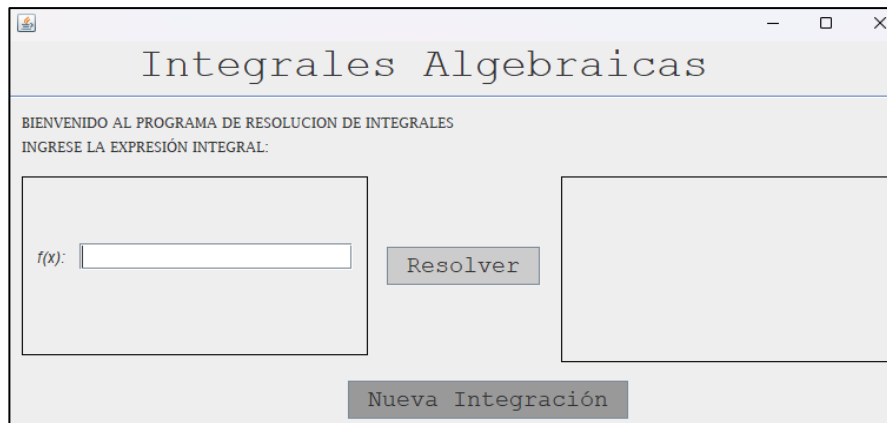 Integrales Algebraicas
BIENVENIDO AL PROGRAMA DE RESOLUCION DE INTEGRALES
INGRESE LA EXPRESIÓN INTEGRAL:
f(x):
Resolver
Nueva Integración